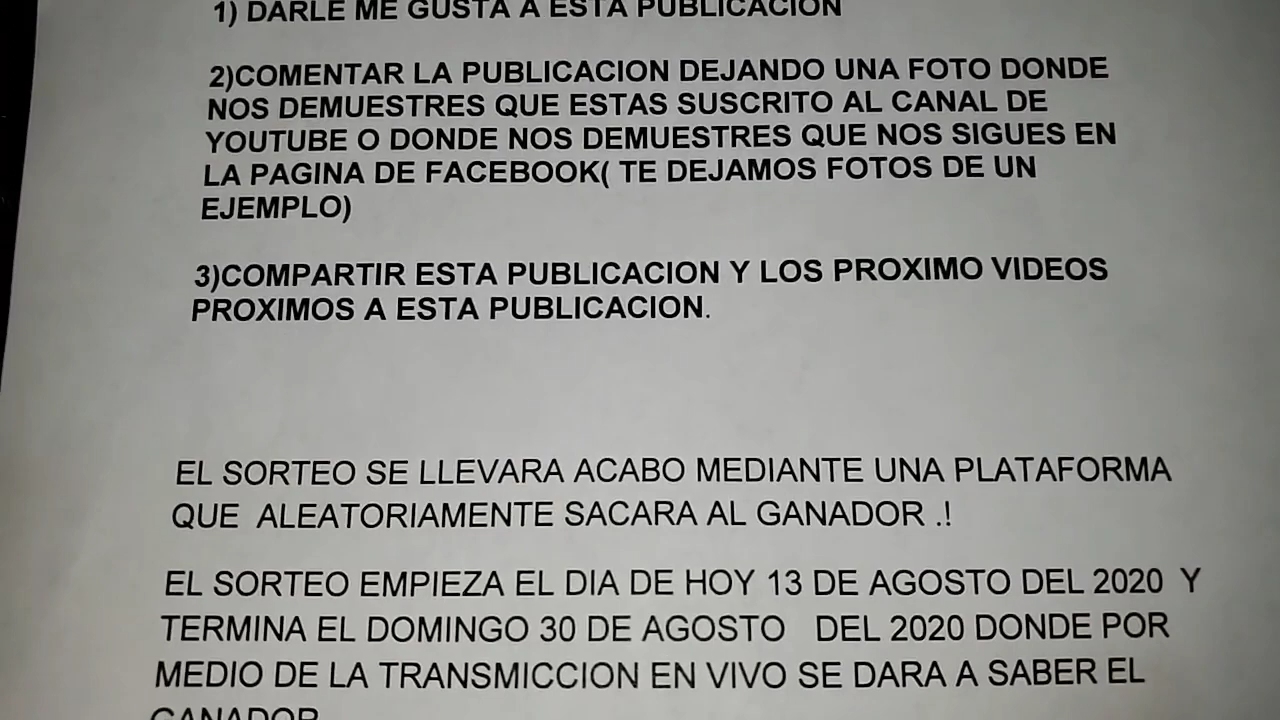 1) DARLE ME GUSTA A ESTA PUBLICACION
2)COMENTAR LA PUBLICACION DEJANDO UNA FOTO DONDE
NOS DEMUESTRES QUE ESTAS SUSCRITO AL CANAL DE
YOUTUBE O DONDE NOS DEMUESTRES QUE NOS SIGUES EN
LA PAGINA DE FACEBOOK( TE DEJAMOS FOTOS DE UN
EJEMPLO)
3)COMPARTIR ESTA PUBLICACION Y LOS PROXIMO VIDEOS
PROXIMOS A ESTA PUBLICACION.
EL SORTEO SE LLEVARA ACABO MEDIANTE UNA PLATAFORMA
QUE  ALEATORIAMENTE SACARA AL GANADOR .!
EL SORTEO EMPIEZA EL DIA DE HOY 13 DE AGOSTO DEL 2020  Y
TERMINA EL DOMINGO 30 DE AGOSTO   DEL 2020 DONDE POR
MEDIO DE LA TRANSMICCION EN VIVO SE DARA A SABER EL
GANADOR